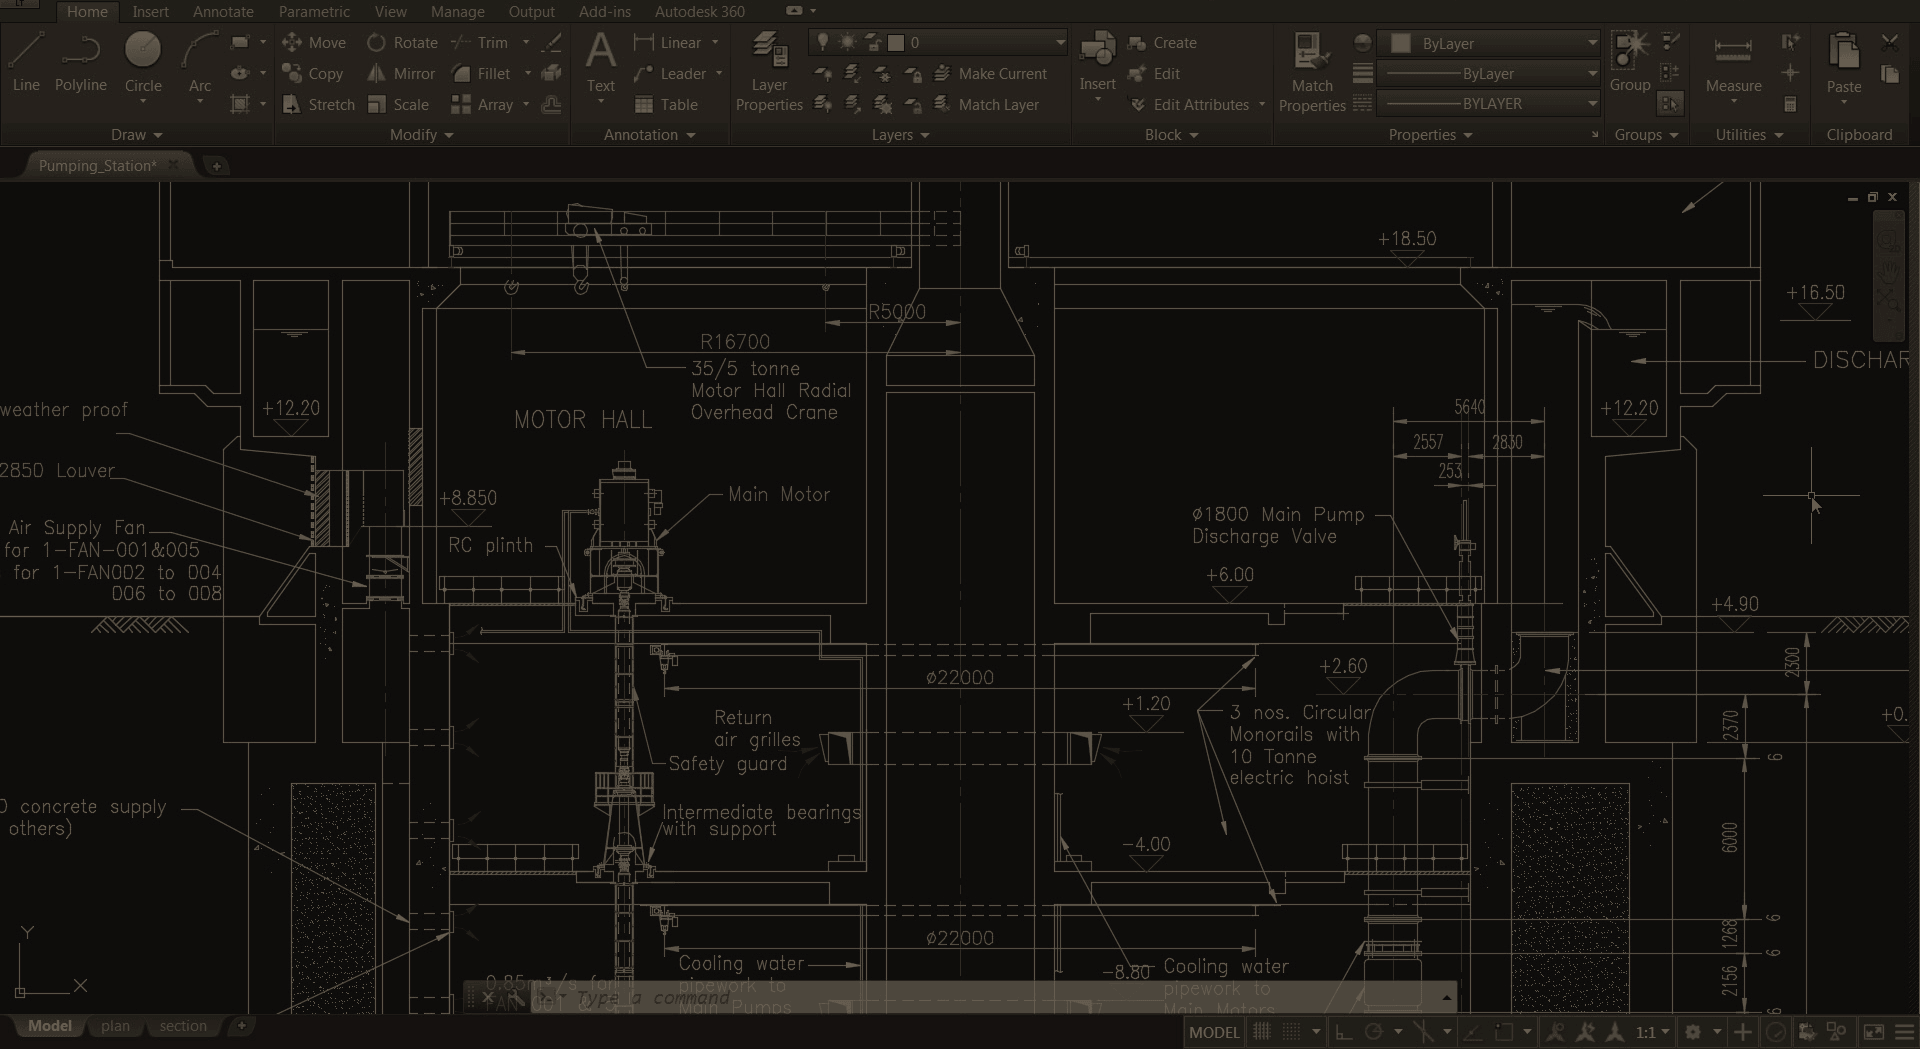 LT
Home Insert Annotate Parametric View Manage Output Add-ins Autodesk 360
Line Polyline Circle Arc
Move Rotate Trim
Copy Mirror Fillet
Stretch Scale Array
Text Linear
Leader
Table
Layer
Properties
0
Make Current
Match Layer
Insert Create
Edit
Edit Attributes
Match
Properties
ByLayer
ByLayer
BYLAYER
Group
Measure
Paste
Draw Modify Annotation Layers Block Properties Groups Utilities Clipboard
Pumping_Station*
+18.50
+16.50
R5000
R16700
35/5 tonne
Motor Hall Radial
Overhead Crane
MOTOR HALL
DISCHAR
weather proof
+12.20
5640
+12.20
2557 2830
253
2850 Louver
+8.850
Main Motor
Air Supply Fan
for 1-FAN-001&005
for 1-FAN002 to 004
006 to 008
RC plinth
ø1800 Main Pump
Discharge Valve
+6.00
+4.90
2300
+2.60
ø22000
+1.20
Return
air grilles
Safety guard
3 nos. Circular
Monorails with
10 Tonne
electric hoist
+0.
2370
6
0 concrete supply
others)
Intermediate bearings
with support
-4.00
6000
ø22000
6
1268
6
Cooling water
pipework to
Main Pumps
-8.80
Cooling water
pipework to
Main Motors
2156
6
0.85m³/s for
FAN 001 &
Type a command
Y
X
Model plan section
MODEL 1:1